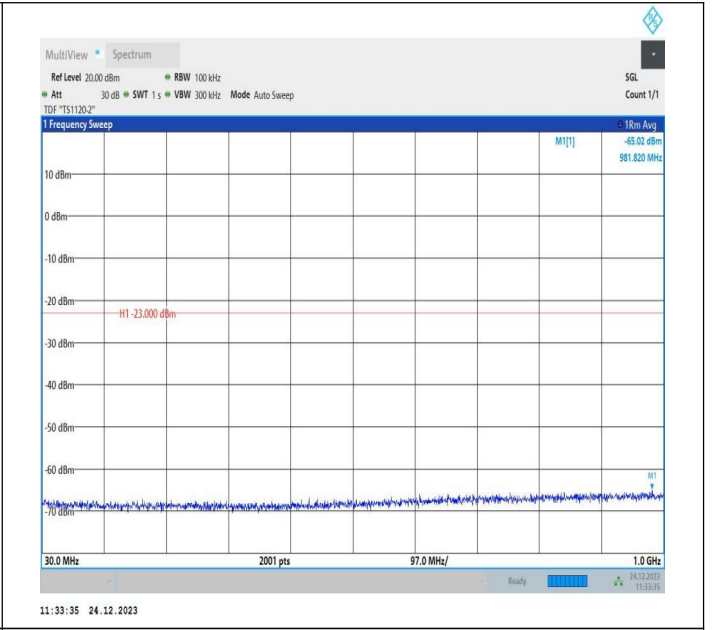 MultiView Spectrum
Ref Level 20.00 dBm RBW 100 kHz SGL
Att 30 dB SWT 1 s VBW 300 kHz Mode Auto Sweep Count 1/1
TDF "TS1120-2"
1 Frequency Sweep 1Rm Avg
M1[1] -65.02 dBm
981.820 MHz
10 dBm
0 dBm
-10 dBm
-20 dBm
H1 -23.000 dBm
-30 dBm
-40 dBm
-50 dBm
-60 dBm
M1
-70 dBm
30.0 MHz 2001 pts 97.0 MHz/ 1.0 GHz
Ready 24.12.2023
11:33:35
11:33:35 24.12.2023